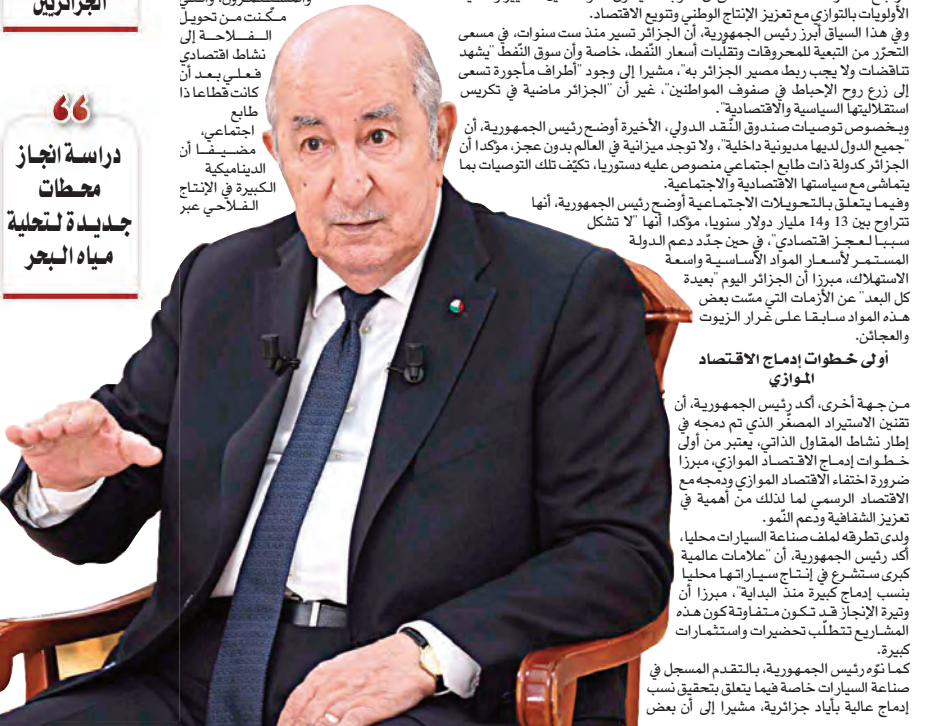 الأولويات بالتوازي مع تعزيز الإنتاج الوطني وتنويع الاقتصاد.
وفي هذا السياق أبرز رئيس الجمهورية، أن الجزائر تسير منذ ست سنوات، في مسعى
التحرّر من التبعية للمحروقات وتقلّبات أسعار النّفط، خاصة وأن سوق النّفط "يشهد
تناقضات ولا يجب ربط مصير الجزائر به"، مشيرا إلى وجود "أطراف مأجورة تسعى
إلى زرع روح الإحباط في صفوف المواطنين"، غير أن "الجزائر ماضية في تكريس
استقلاليتها السياسية والاقتصادية".
وبخصوص توصيات صندوق النّقد الدولي، الأخيرة أوضح رئيس الجمهورية، أن
"جميع الدول لديها مديونية داخلية"، ولا توجد ميزانية في العالم بدون عجز، مؤكدا أن
الجزائر كدولة ذات طابع اجتماعي منصوص عليه دستوريا، تكيّف تلك التوصيات بما
يتماشى مع سياستها الاقتصادية والاجتماعية.
وفيما يتعلق بالتحويلات الاجتماعية أوضح رئيس الجمهورية، أنها
تتراوح بين 13 و14 مليار دولار سنويا، مؤكدا أنها "لا تشكل
سببا لعجز اقتصادي"، في حين جدّد دعم الدولة
المستمر لأسعار المواد الأساسية واسعة
الاستهلاك، مبرزا أن الجزائر اليوم "بعيدة
كل البعد" عن الأزمات التي مسّت بعض
هذه المواد سابقا على غرار الزيوت
والعجائن.
أولى خطوات إدماج الاقتصاد
الموازي
من جهة أخرى، أكد رئيس الجمهورية، أن
تقنين الاستيراد المصغّر الذي تم دمجه في
إطار نشاط المقاول الذاتي، يعتبر من أولى
خطوات إدماج الاقتصاد الموازي، مبرزا
ضرورة اختفاء الاقتصاد الموازي ودمجه مع
الاقتصاد الرسمي لما لذلك من أهمية في
تعزيز الشفافية ودعم النّمو.
ولدى تطرقه لملف صناعة السيارات محليا،
أكد رئيس الجمهورية، أن "علامات عالمية
كبرى ستشرع في إنتاج سياراتها محليا
بنسب إدماج كبيرة منذ البداية"، مبرزا أن
وتيرة الإنجاز قد تكون متفاوتة كون هذه
المشاريع تتطلّب تحضيرات واستثمارات
كبيرة.
كما نوّه رئيس الجمهورية، بالتقدم المسجل في
صناعة السيارات خاصة فيما يتعلق بتحقيق نسب
إدماج عالية بأياد جزائرية، مشيرا إلى أن بعض
مكّنت من تحويل
الفلاحة إلى
نشاط اقتصادي
فعلي بعد أن
كانت قطاعا ذا
طابع
اجتماعي،
مضيفا أن
الديناميكية
الكبيرة في الإنتاج
الفلاحي عبر
الجزائريين
دراسة انجاز
محطات
جديدة لتحلية
مياه البحر